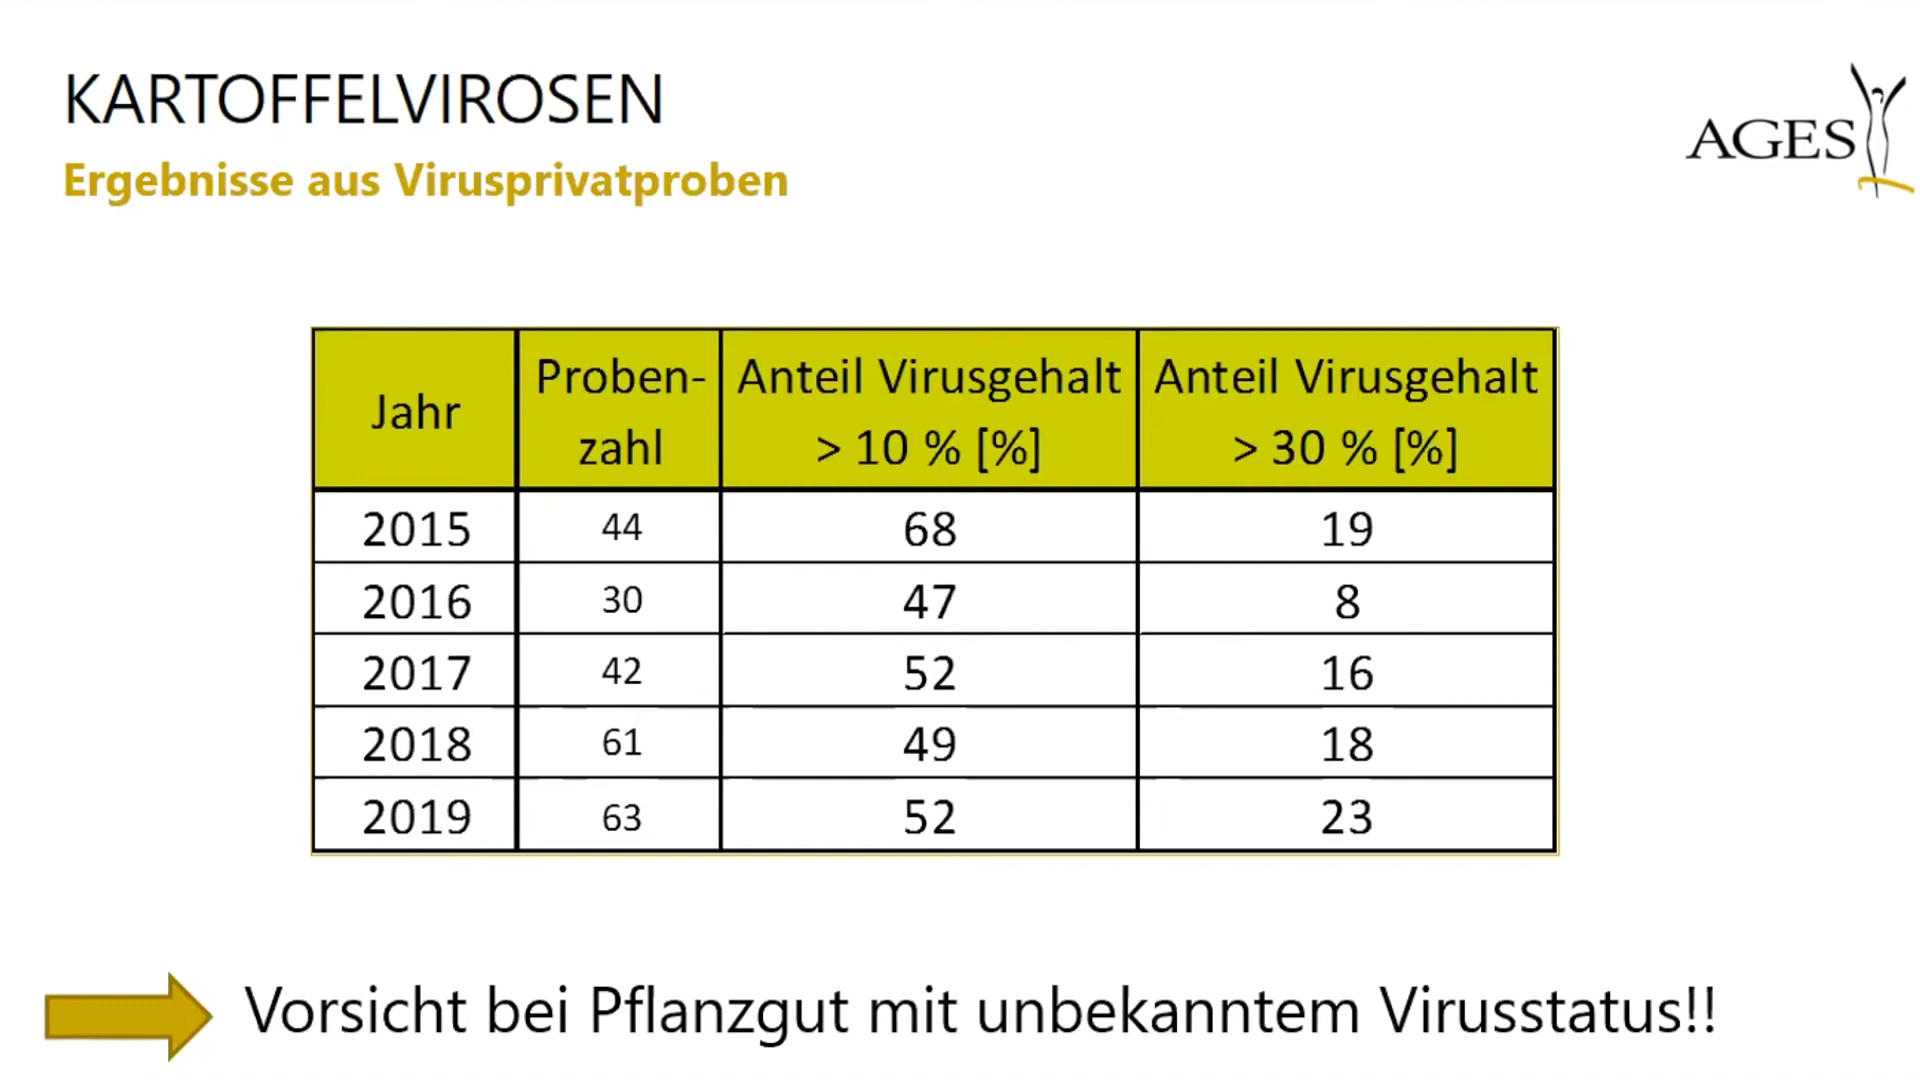 KARTOFFELVIROSEN
Ergebnisse aus Virusprivatproben
AGES
Jahr Proben-zahl Anteil Virusgehalt > 10 % [%] Anteil Virusgehalt > 30 % [%]
2015 44 68 19
2016 30 47 8
2017 42 52 16
2018 61 49 18
2019 63 52 23
Vorsicht bei Pflanzgut mit unbekanntem Virusstatus!!